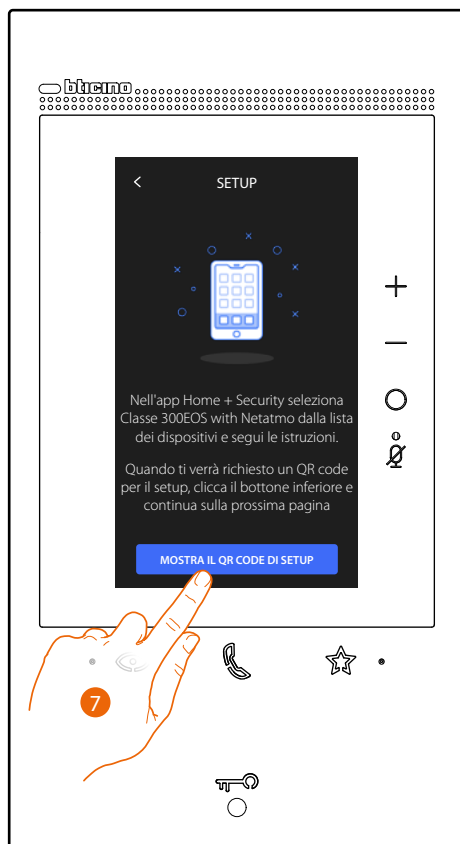 bticino
SETUP
Nell'app Home + Security seleziona
Classe 300EOS with Netatmo dalla lista
dei dispositivi e segui le istruzioni.
Quando ti verrà richiesto un QR code
per il setup, clicca il bottone inferiore e
continua sulla prossima pagina
MOSTRA IL QR CODE DI SETUP
7